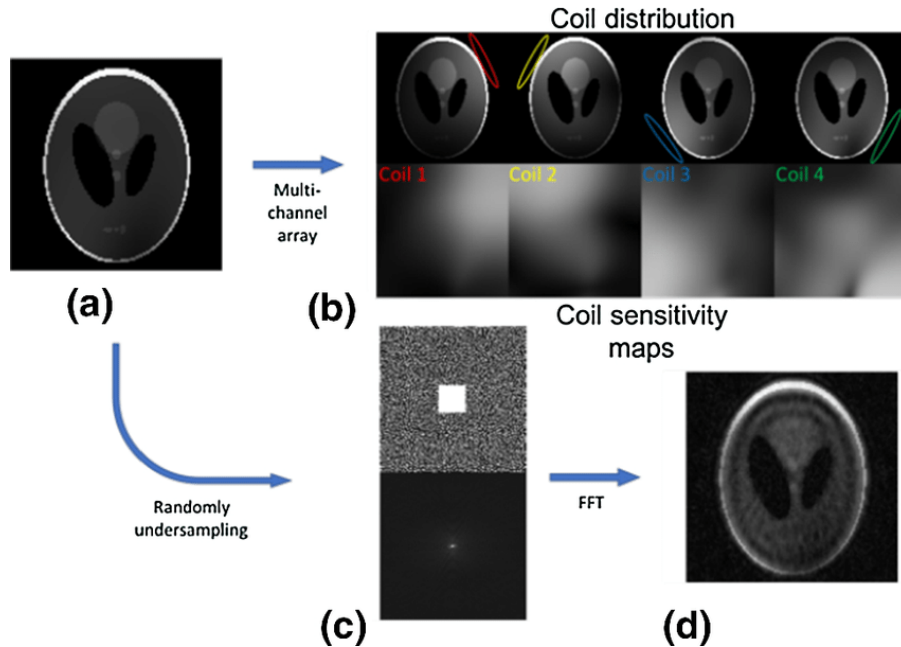 Coil distribution
Multi-
channel
array
Coil 1 Coil 2 Coil 3 Coil 4
(a)
(b)
Coil sensitivity
maps
Randomly
undersampling
FFT
(c)
(d)